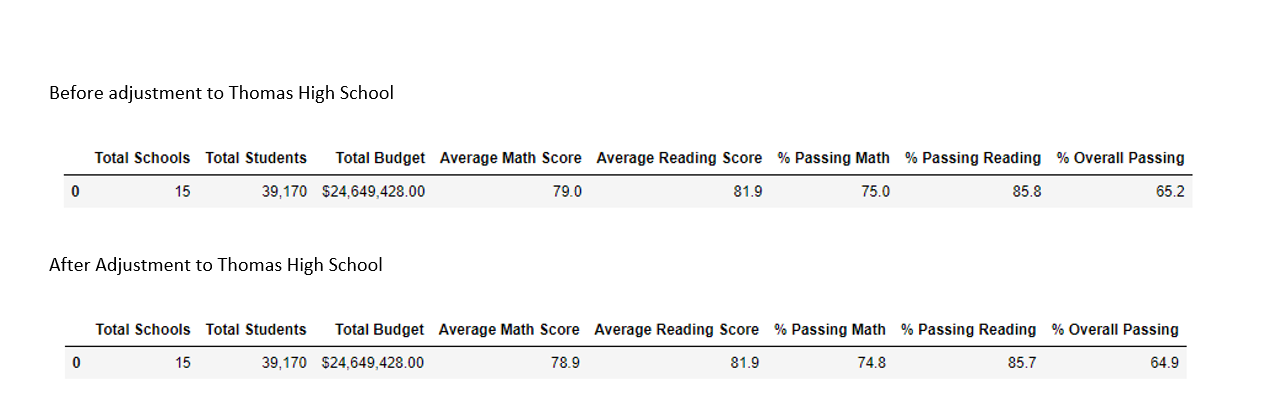 Before adjustment to Thomas High School
Total Schools Total Students Total Budget Average Math Score Average Reading Score % Passing Math % Passing Reading % Overall Passing
0 15 39,170 $24,649,428.00 79.0 81.9 75.0 85.8 65.2
After Adjustment to Thomas High School
Total Schools Total Students Total Budget Average Math Score Average Reading Score % Passing Math % Passing Reading % Overall Passing
0 15 39,170 $24,649,428.00 78.9 81.9 74.8 85.7 64.9